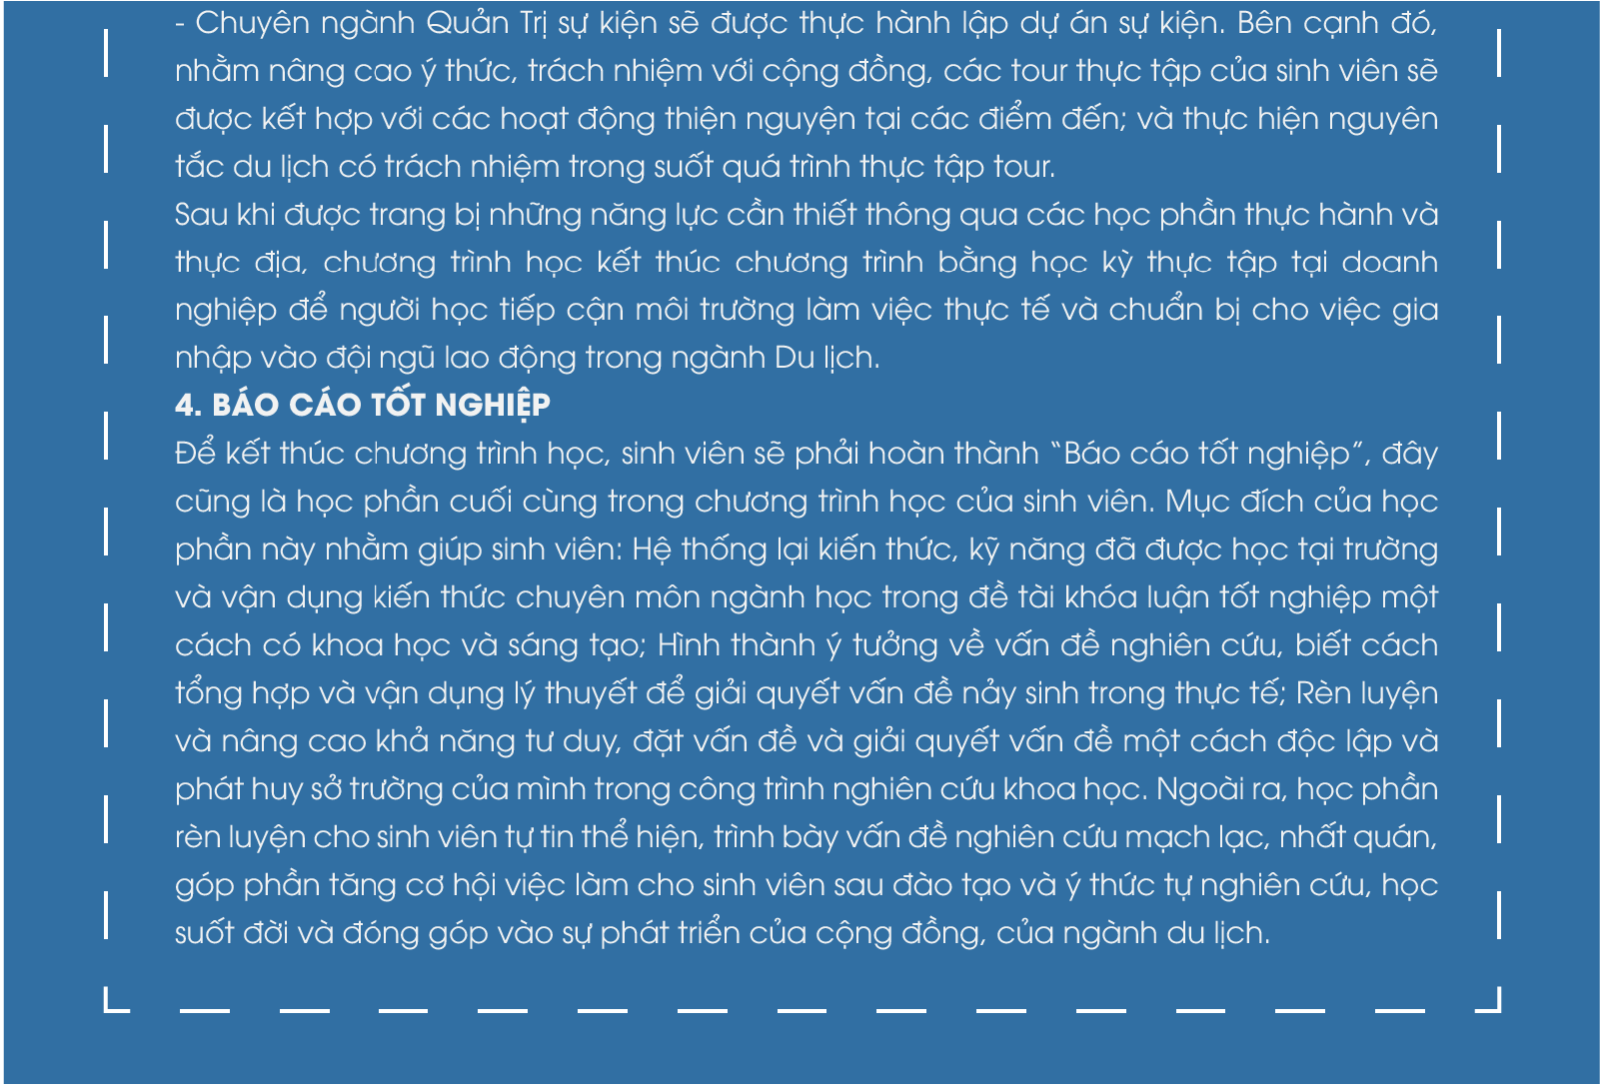 - Chuyên ngành Quản Trị sự kiện sẽ được thực hành lập dự án sự kiện. Bên cạnh đó,
nhằm nâng cao ý thức, trách nhiệm với cộng đồng, các tour thực tập của sinh viên sẽ
được kết hợp với các hoạt động thiện nguyện tại các điểm đến; và thực hiện nguyên
tắc du lịch có trách nhiệm trong suốt quá trình thực tập tour.
Sau khi được trang bị những năng lực cần thiết thông qua các học phần thực hành và
thực địa, chương trình học kết thúc chương trình bằng học kỳ thực tập tại doanh
nghiệp để người học tiếp cận môi trường làm việc thực tế và chuẩn bị cho việc gia
nhập vào đội ngũ lao động trong ngành Du lịch.
4. BÁO CÁO TỐT NGHIỆP
Để kết thúc chương trình học, sinh viên sẽ phải hoàn thành “Báo cáo tốt nghiệp”, đây
cũng là học phần cuối cùng trong chương trình học của sinh viên. Mục đích của học
phần này nhằm giúp sinh viên: Hệ thống lại kiến thức, kỹ năng đã được học tại trường
và vận dụng kiến thức chuyên môn ngành học trong đề tài khóa luận tốt nghiệp một
cách có khoa học và sáng tạo; Hình thành ý tưởng về vấn đề nghiên cứu, biết cách
tổng hợp và vận dụng lý thuyết để giải quyết vấn đề nảy sinh trong thực tế; Rèn luyện
và nâng cao khả năng tư duy, đặt vấn đề và giải quyết vấn đề một cách độc lập và
phát huy sở trường của mình trong công trình nghiên cứu khoa học. Ngoài ra, học phần
rèn luyện cho sinh viên tự tin thể hiện, trình bày vấn đề nghiên cứu mạch lạc, nhất quán,
góp phần tăng cơ hội việc làm cho sinh viên sau đào tạo và ý thức tự nghiên cứu, học
suốt đời và đóng góp vào sự phát triển của cộng đồng, của ngành du lịch.